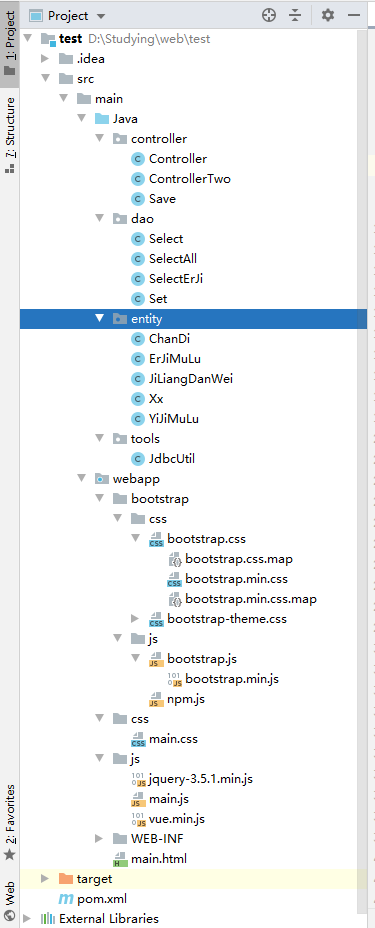 Project
test D:\Studying\web\test
.idea
src
main
Java
controller
Controller
ControllerTwo
Save
dao
Select
SelectAll
SelectErJi
Set
entity
ChanDi
ErJiMuLu
JiLiangDanWei
Xx
YiJiMuLu
tools
JdbcUtil
webapp
bootstrap
css
bootstrap.css
bootstrap.css.map
bootstrap.min.css
bootstrap.min.css.map
bootstrap-theme.css
js
bootstrap.js
bootstrap.min.js
npm.js
css
main.css
js
jquery-3.5.1.min.js
main.js
vue.min.js
WEB-INF
main.html
target
pom.xml
External Libraries
1: Project
7: Structure
2: Favorites
Web